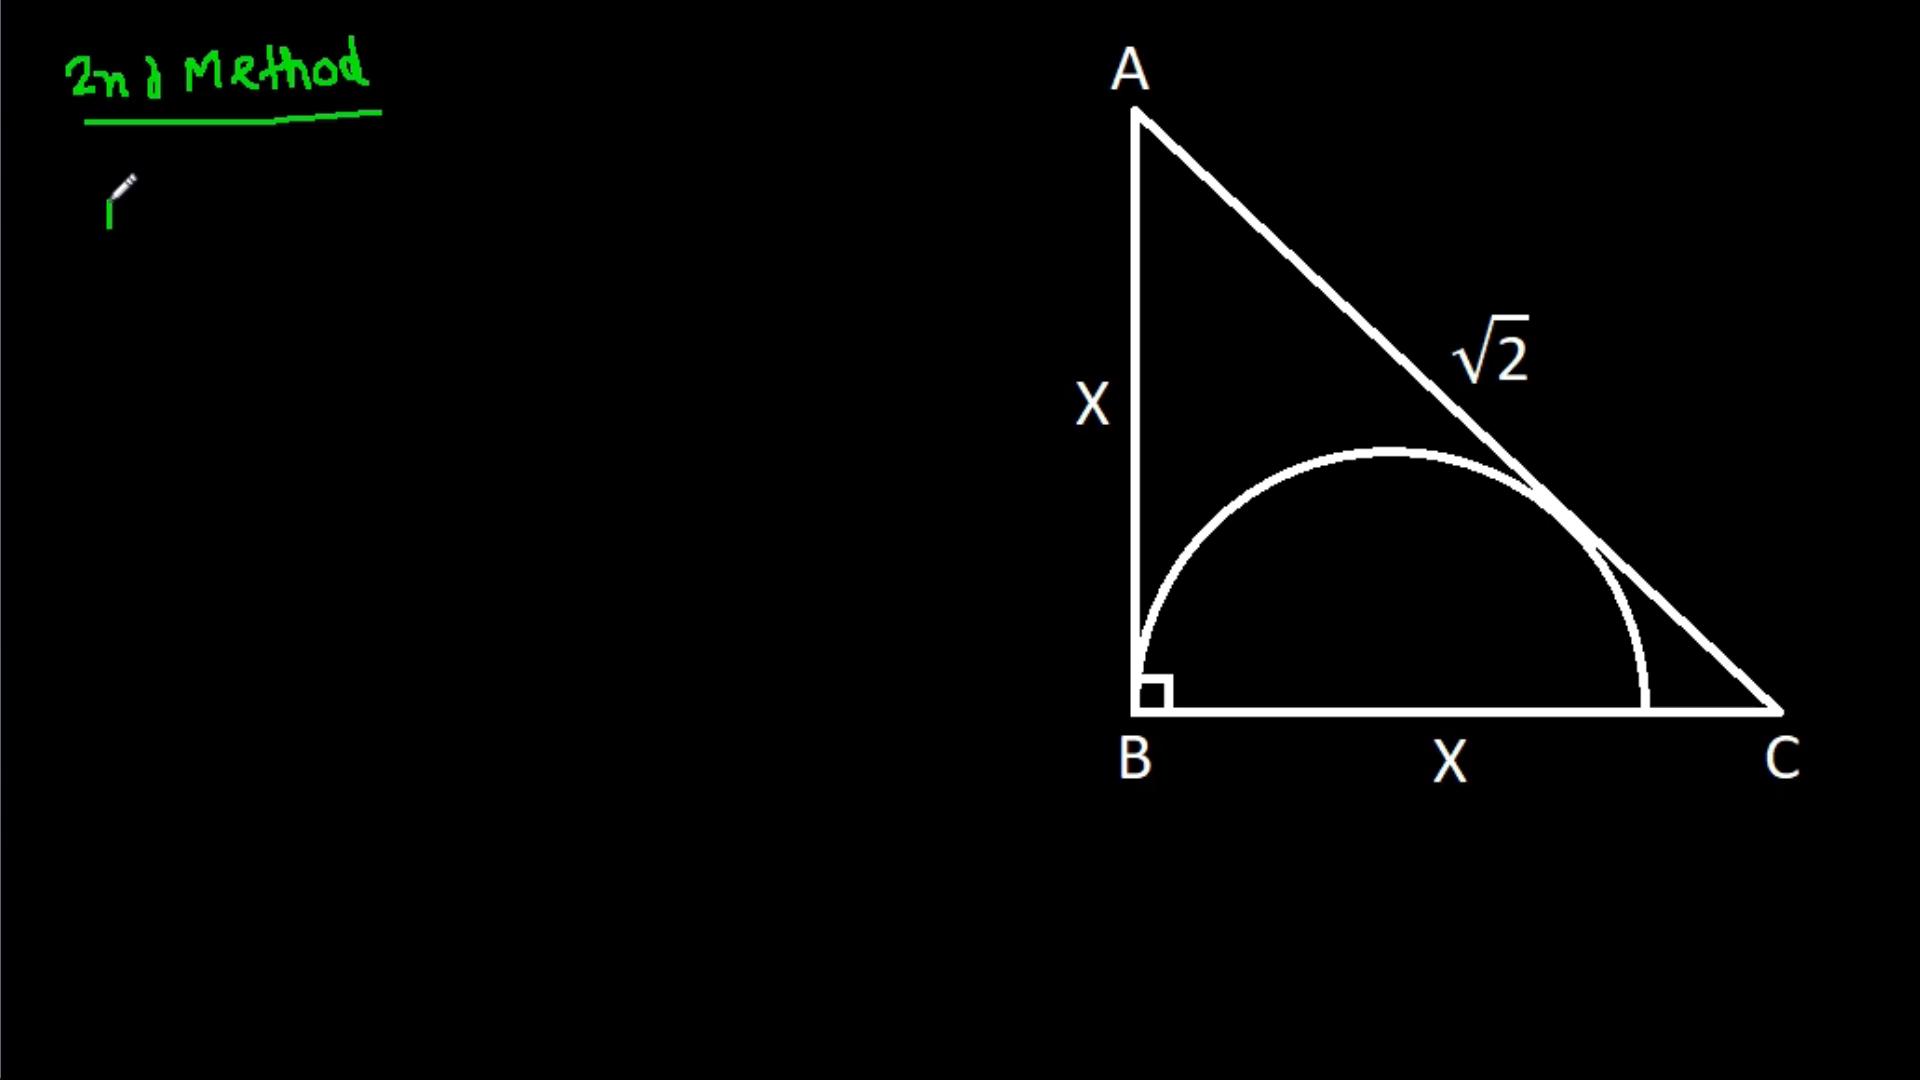 2nd Method
A
√2
X
B X C